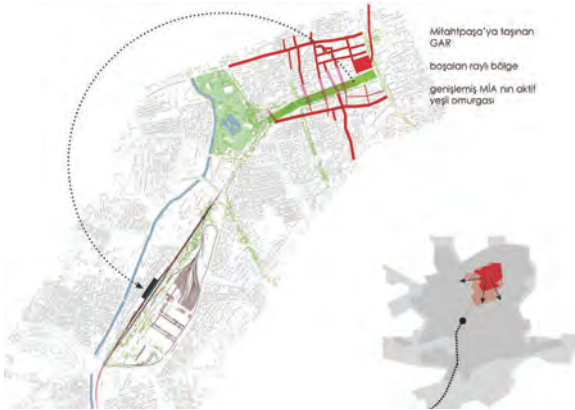 Mitahtpaşa'ya taşınan
GAR
boşalan raylı bölge
genişlemiş MİA nın aktif
yeşil omurgası